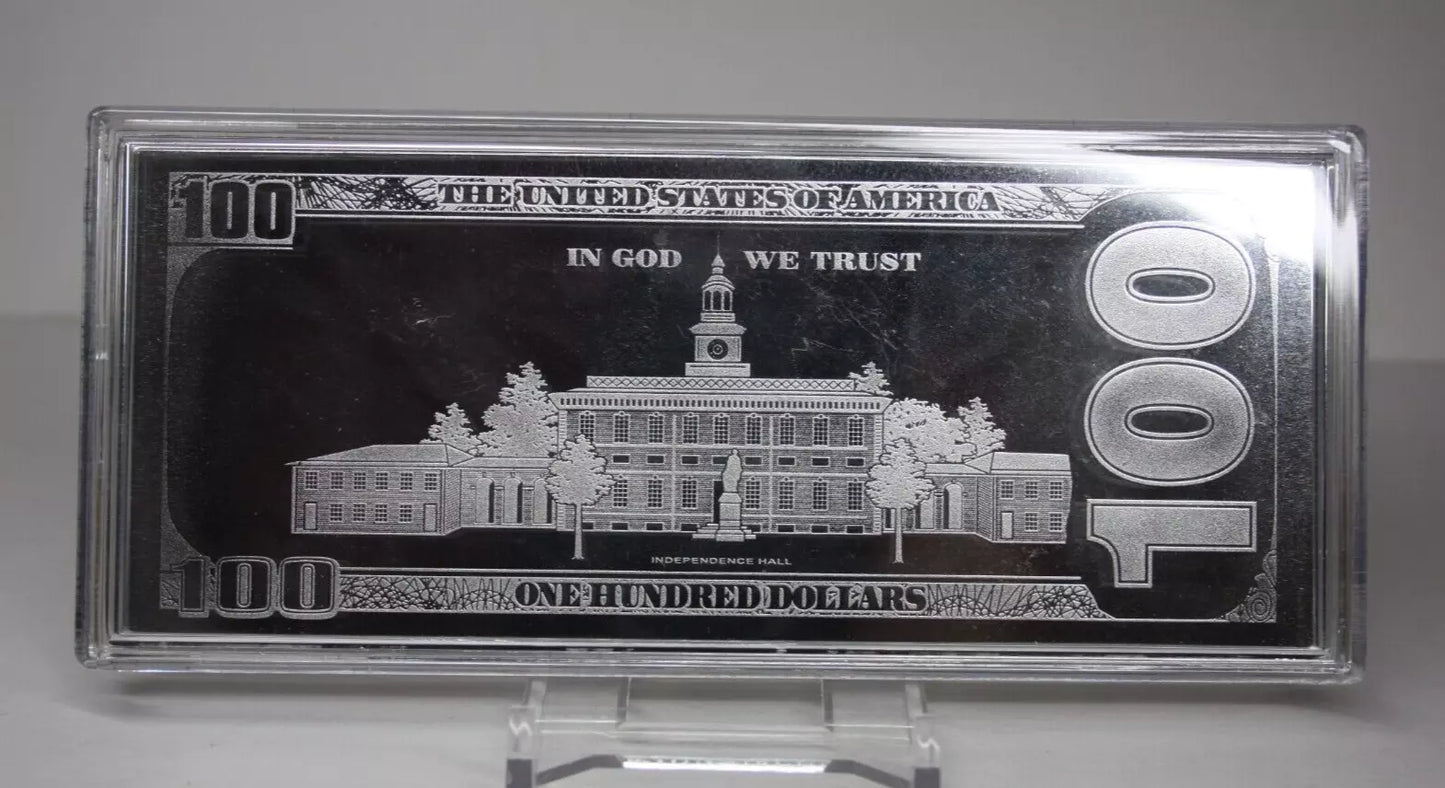 100
THE UNITED STATES OF AMERICA
IN GOD WE TRUST
100
INDEPENDENCE HALL
100
ONE HUNDRED DOLLARS